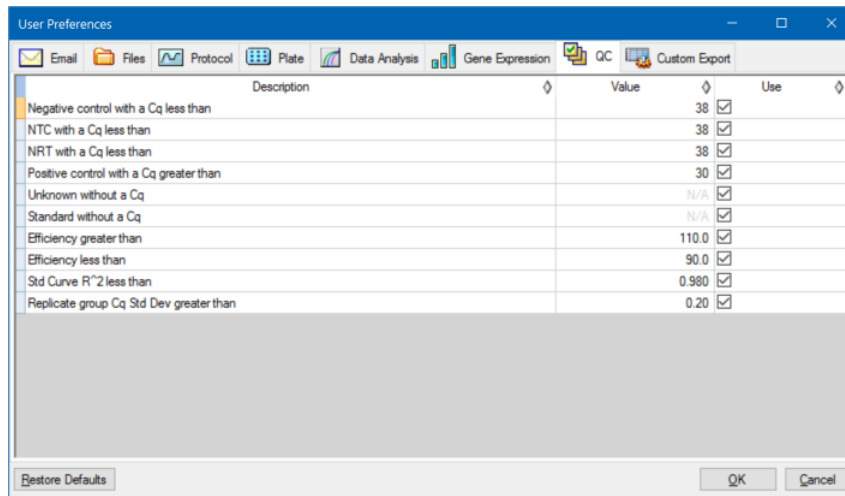 User Preferences
Email Files Protocol Plate Data Analysis Gene Expression QC Custom Export
Description Value Use
Negative control with a Cq less than 38
NTC with a Cq less than 38
NRT with a Cq less than 38
Positive control with a Cq greater than 30
Unknown without a Cq N/A
Standard without a Cq N/A
Efficiency greater than 110.0
Efficiency less than 90.0
Std Curve R^2 less than 0.980
Replicate group Cq Std Dev greater than 0.20
Restore Defaults OK Cancel